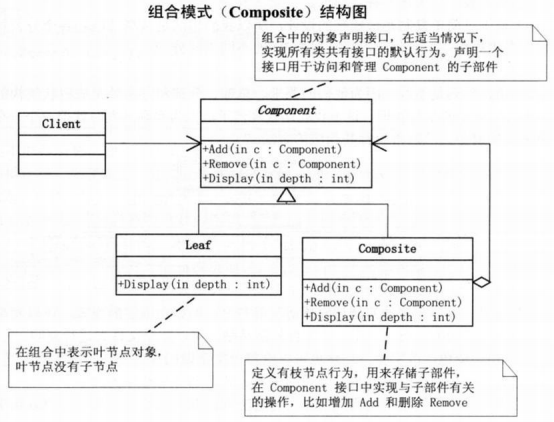 组合模式（Composite）结构图
组合中的对象声明接口，在适当情况下，
实现所有类共有接口的默认行为。声明一个
接口用于访问和管理 Component 的子部件
Component
Client
+Add(in c : Component)
+Remove(in c : Component)
+Display(in depth : int)
Leaf
+Display(in depth : int)
Composite
+Add(in c : Component)
+Remove(in c : Component)
+Display(in depth : int)
在组合中表示叶节点对象，
叶节点没有子节点
定义有枝节点行为，用来存储子部件，
在 Component 接口中实现与子部件有关
的操作，比如增加 Add 和删除 Remove